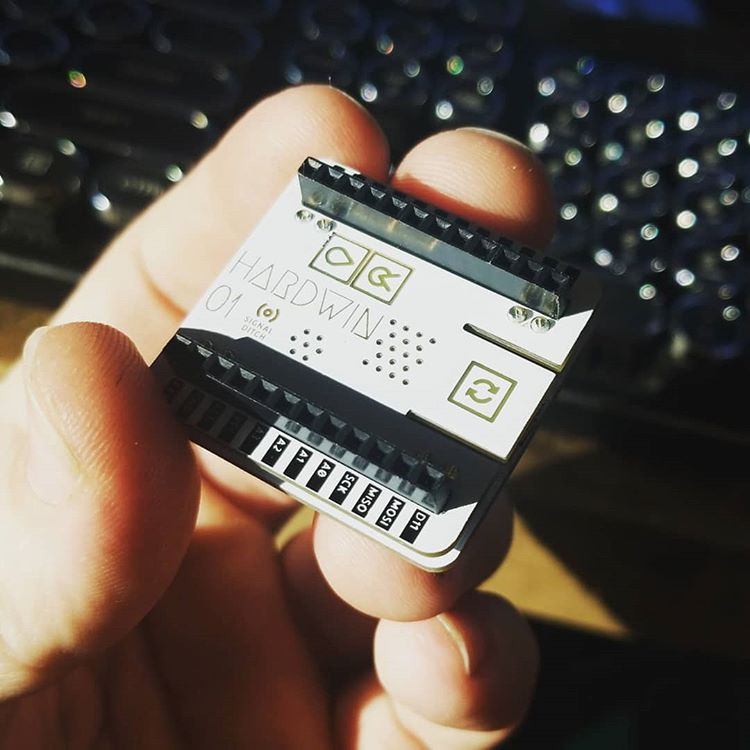 HARDWIN
01
SIGNAL
DITCH
A2
A1
A0
SCK
MISO
MOSI
D11